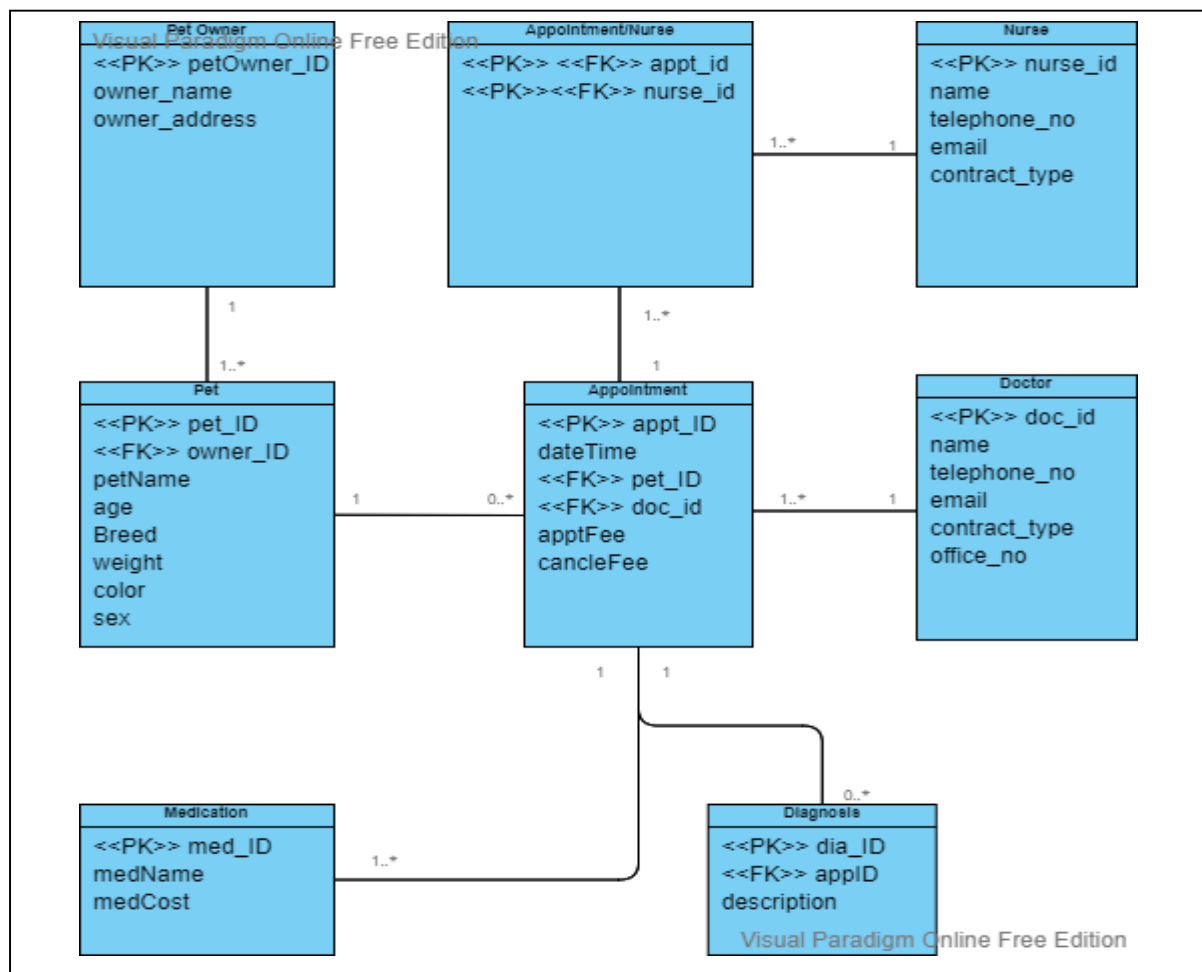 Pet Owner
Visual Paradigm Online Free Edition
<<PK>> petOwner_ID
owner_name
owner_address
Appointment/Nurse
<<PK>> <<FK>> appt_id
<<PK>><<FK>> nurse_id
Nurse
<<PK>> nurse_id
name
telephone_no
email
contract_type
1..*
1
1
1..*
1..*
1
Pet
<<PK>> pet_ID
<<FK>> owner_ID
petName
age
Breed
weight
color
sex
1
0..*
Appointment
<<PK>> appt_ID
dateTime
<<FK>> pet_ID
<<FK>> doc_id
apptFee
cancleFee
1..*
1
Doctor
<<PK>> doc_id
name
telephone_no
email
contract_type
office_no
1
1
1..*
0..*
Medication
<<PK>> med_ID
medName
medCost
Diagnosis
<<PK>> dia_ID
<<FK>> appID
description
Visual Paradigm Online Free Edition